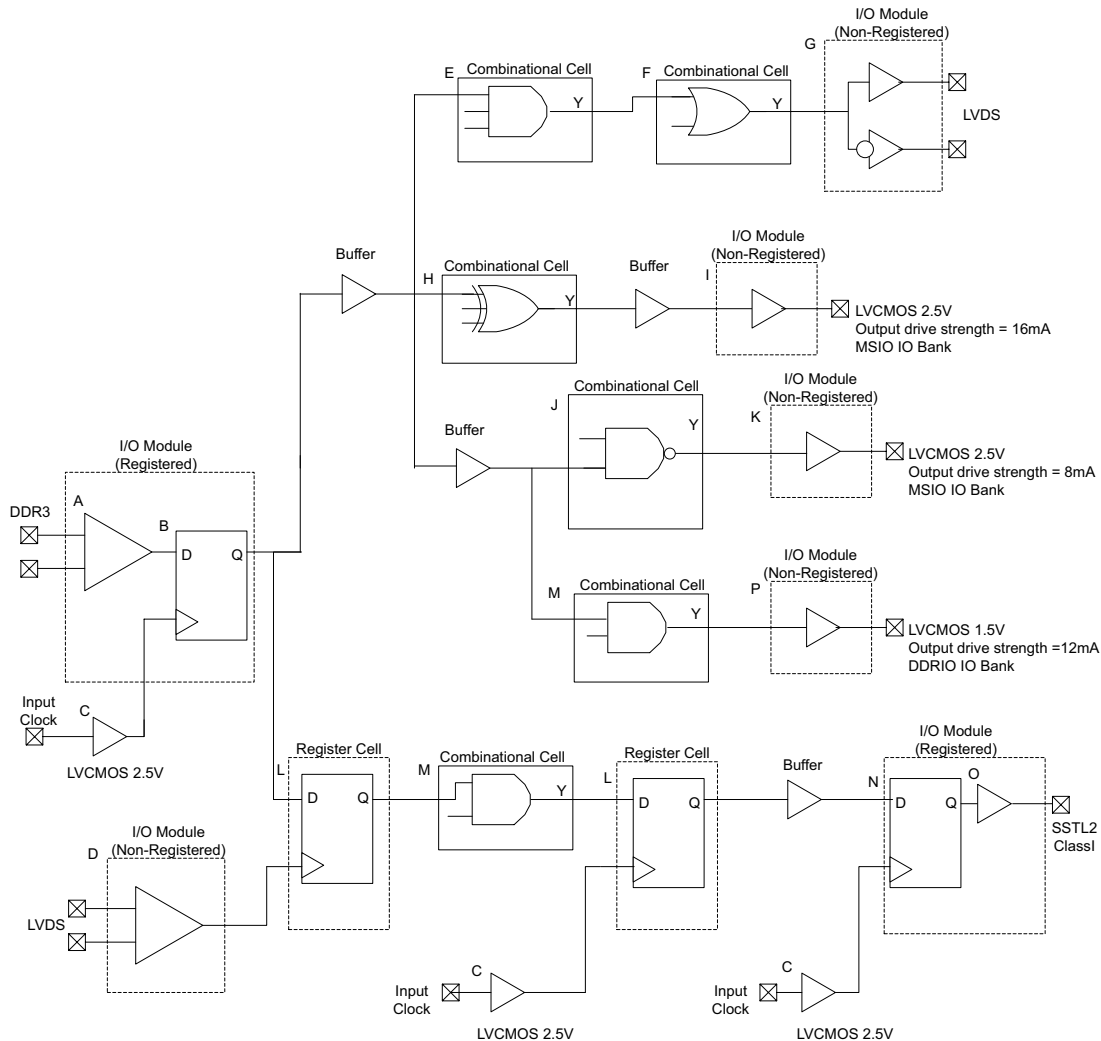 I/O Module
(Non-Registered)
G
E
Combinational Cell
Y
F
Combinational Cell
Y
LVDS
Buffer
H
Combinational Cell
Y
Buffer
I/O Module
(Non-Registered)
I
LVCMOS 2.5V
Output drive strength = 16mA
MSIO IO Bank
Buffer
Combinational Cell
J
Y
I/O Module
(Non-Registered)
K
LVCMOS 2.5V
Output drive strength = 8mA
MSIO IO Bank
I/O Module
(Registered)
DDR3
A
B
D
Q
Combinational Cell
M
Y
I/O Module
(Non-Registered)
P
LVCMOS 1.5V
Output drive strength =12mA
DDRIO IO Bank
Input
Clock
C
LVCMOS 2.5V
Register Cell
L
D
Q
Combinational Cell
M
Y
Register Cell
L
D
Q
Buffer
I/O Module
(Registered)
N
D
Q
O
SSTL2
ClassI
I/O Module
(Non-Registered)
D
LVDS
Input
Clock
C
LVCMOS 2.5V
Input
Clock
C
LVCMOS 2.5V